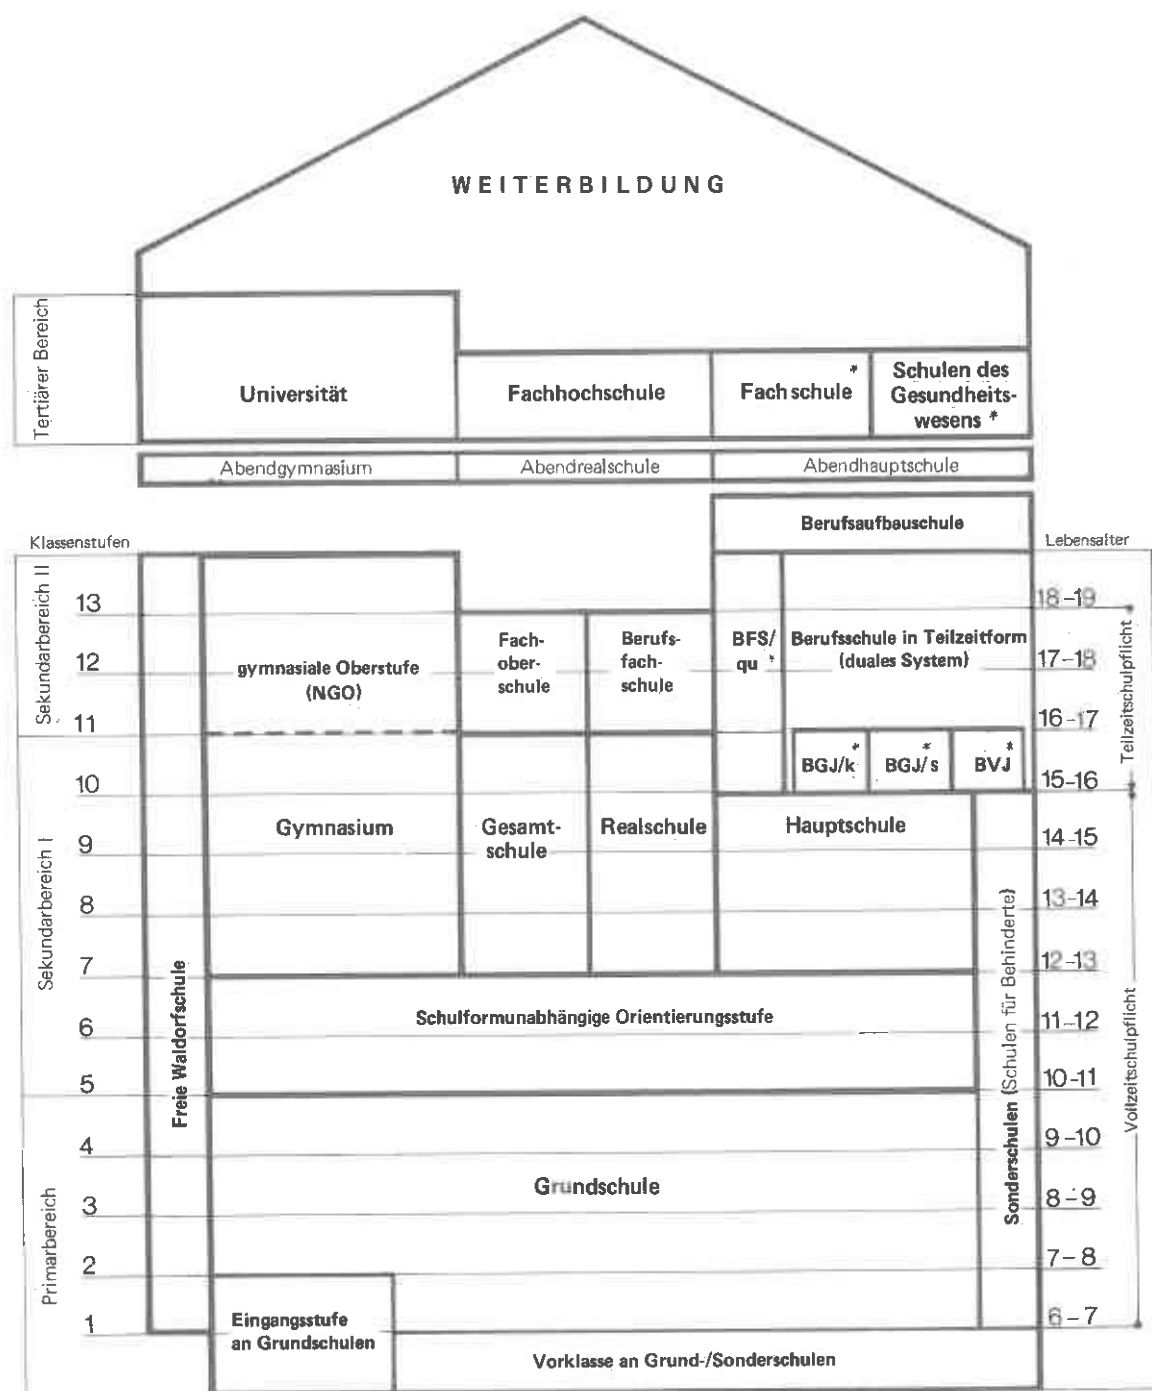 WEITERBILDUNG
Tertiärer Bereich
Universität
Fachhochschule
Fachschule *
Schulen des
Gesundheits-
wesens *
Abendgymnasium
Abendrealschule
Abendhauptschule
Berufsaufbauschule
Klassenstufen
Lebensalter
Sekundarbereich II
13
12
11
gymnasiale Oberstufe
(NGO)
Fach-
ober-
schule
Berufs-
fach-
schule
BFS/
qu *
Berufsschule in Teilzeitform
(duales System)
18-19
17-18
16-17
Teilzeitschulpflicht
BGJ/k *
BGJ/s *
BVJ *
15-16
Sekundarbereich I
10
9
8
7
6
5
Gymnasium
Gesamt-
schule
Realschule
Hauptschule
14-15
13-14
12-13
Freie Waldorfschule
Schulformunabhängige Orientierungsstufe
Sonderschulen (Schulen für Behinderte)
11-12
10-11
Vollzeitschulpflicht
Primarbereich
4
3
2
1
Grundschule
9-10
8-9
7-8
6-7
Eingangsstufe
an Grundschulen
Vorklasse an Grund-/Sonderschulen